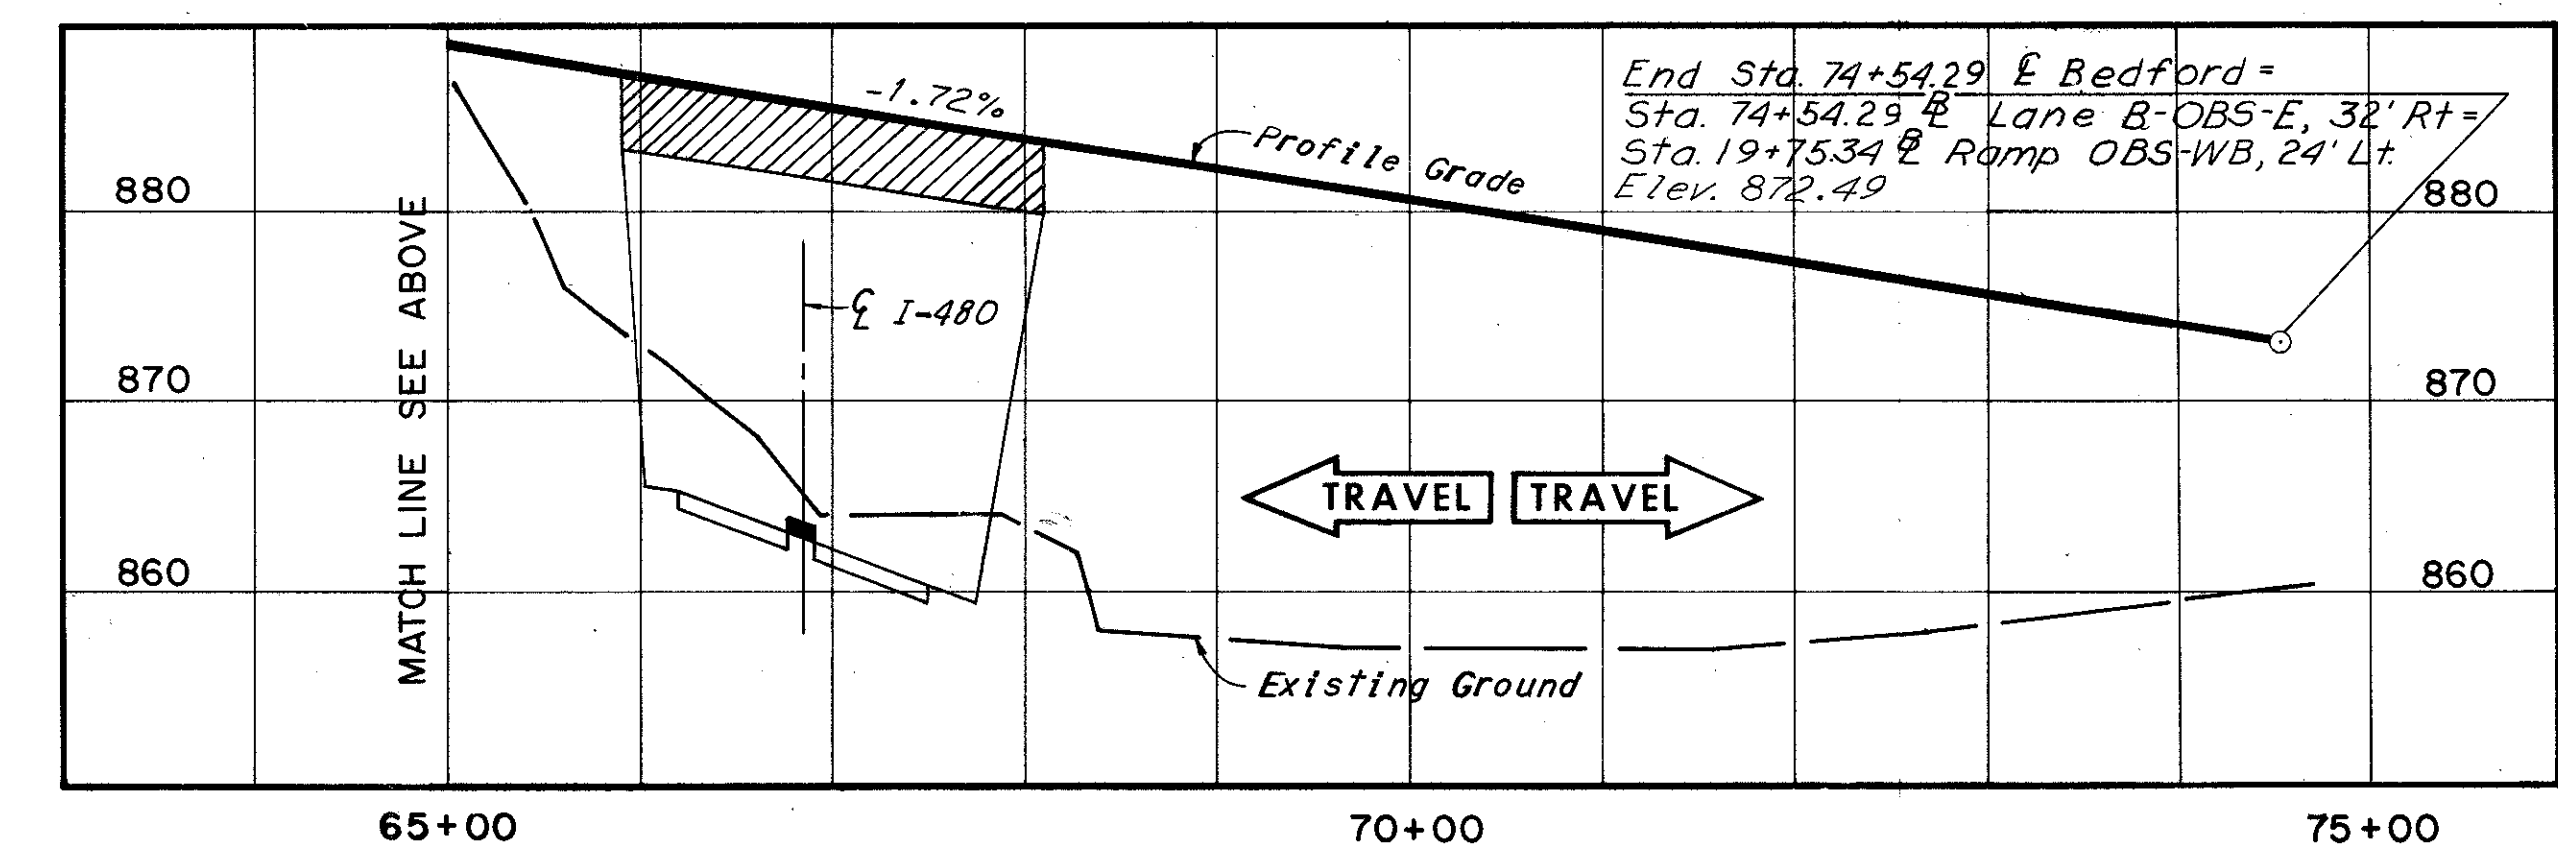 -1.72%
End Sta. 74+54.29 ℄ Bedford =
Sta. 74+54.29 B/L Lane B-OBS-E, 32' Rt =
Sta. 19+75.34 B/L Ramp OBS-WB, 24' Lt.
Elev. 872.49
Profile Grade
880
880
MATCH LINE SEE ABOVE
℄ I-480
870
870
TRAVEL
TRAVEL
860
860
Existing Ground
65+00
70+00
75+00